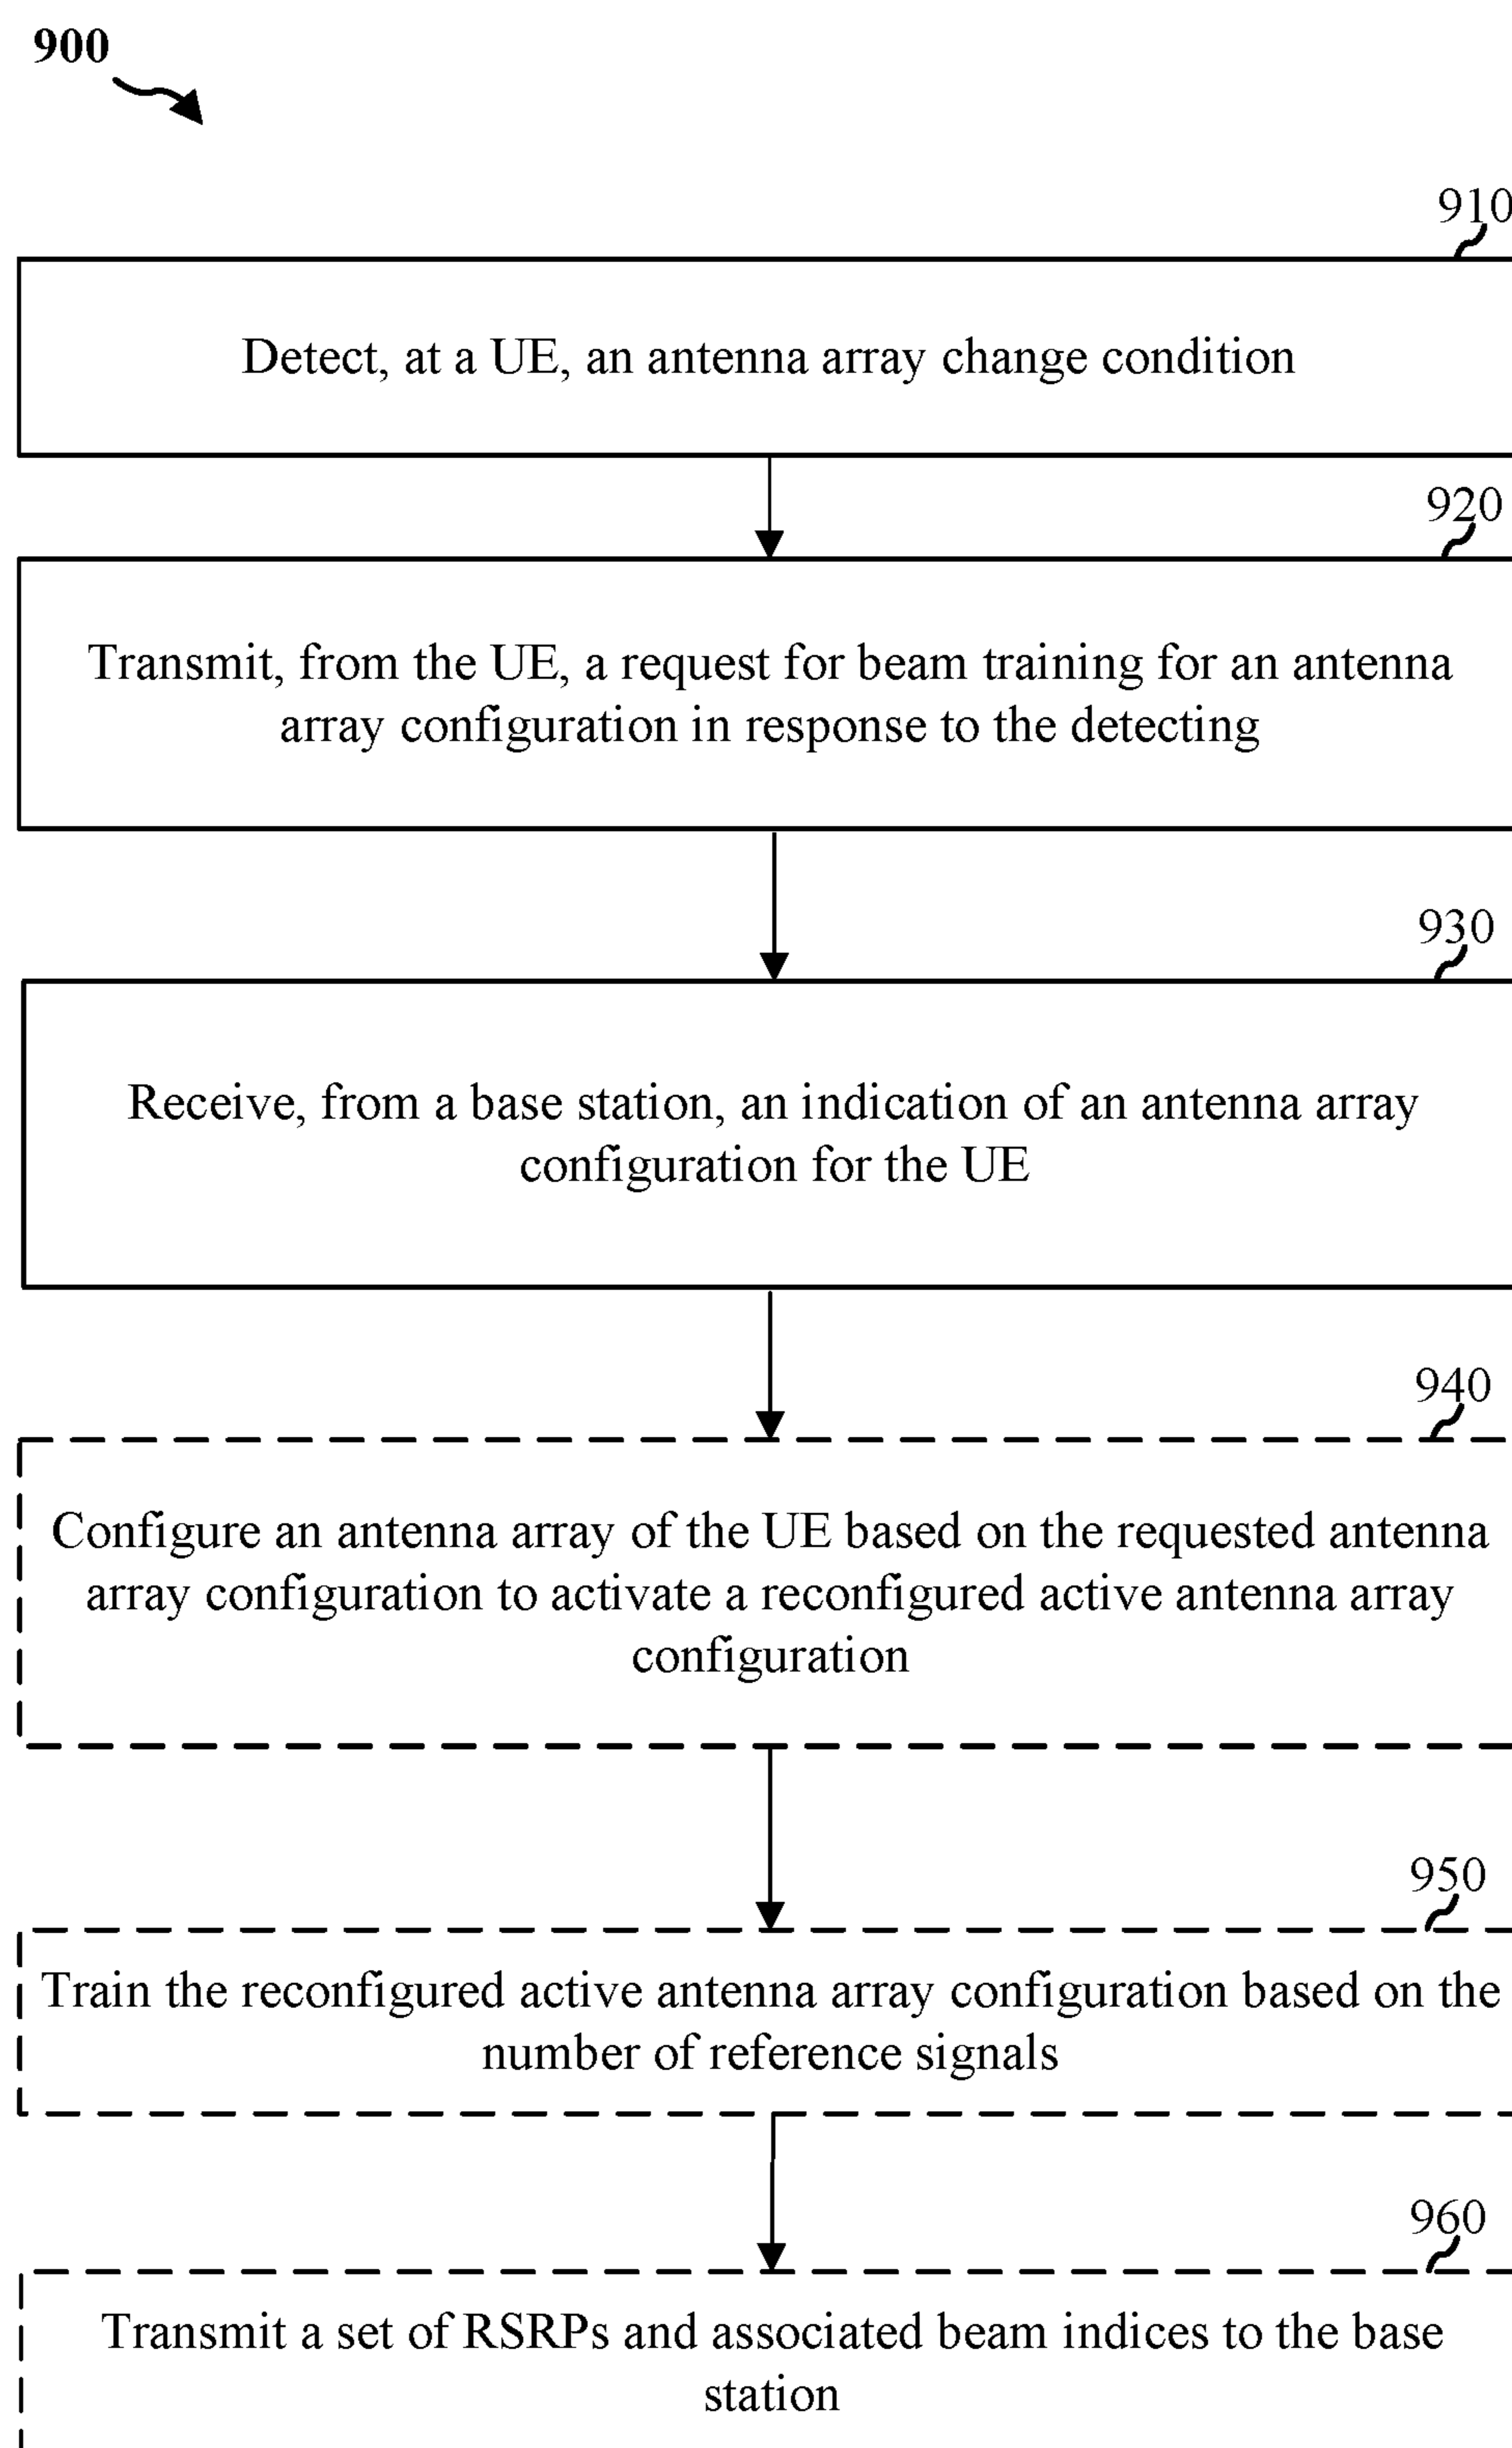 900
910
Detect, at a UE, an antenna array change condition
920
Transmit, from the UE, a request for beam training for an antenna
array configuration in response to the detecting
930
Receive, from a base station, an indication of an antenna array
configuration for the UE
940
Configure an antenna array of the UE based on the requested antenna
array configuration to activate a reconfigured active antenna array
configuration
950
Train the reconfigured active antenna array configuration based on the
number of reference signals
960
Transmit a set of RSRPs and associated beam indices to the base
station